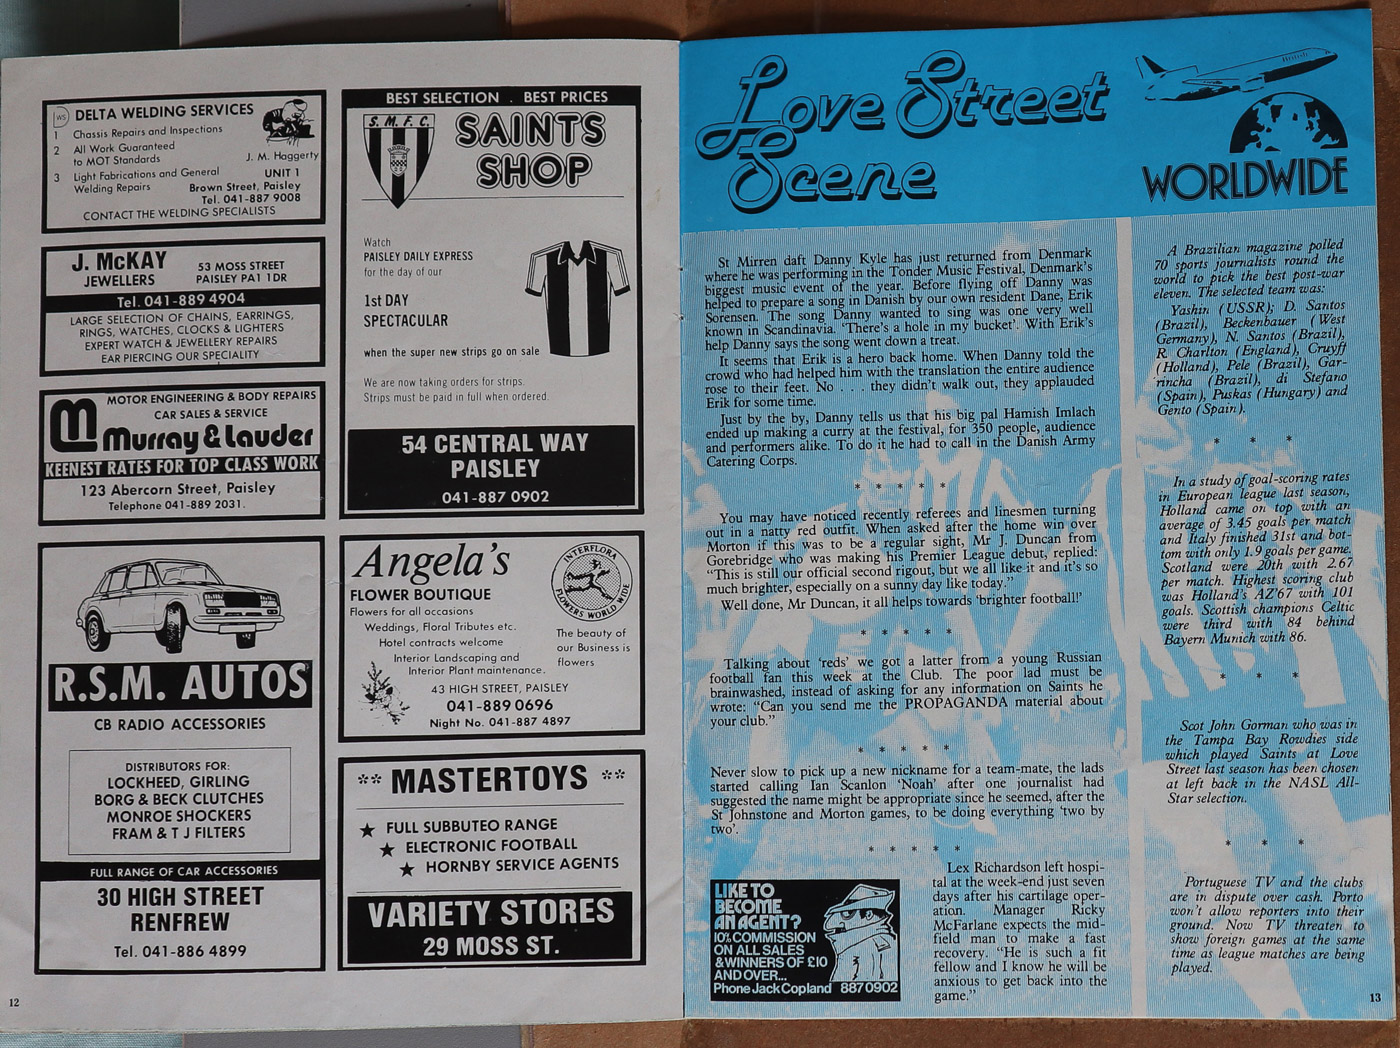 WS
DELTA WELDING SERVICES
1 Chassis Repairs and Inspections
2 All Work Guaranteed
to MOT Standards
J. M. Haggerty
3 Light Fabrications and General
Welding Repairs
UNIT 1
Brown Street, Paisley
Tel. 041-887 9008
CONTACT THE WELDING SPECIALISTS
J. McKAY
JEWELLERS
53 MOSS STREET
PAISLEY PA1 1DR
Tel. 041-889 4904
LARGE SELECTION OF CHAINS, EARRINGS,
RINGS, WATCHES, CLOCKS & LIGHTERS
EXPERT WATCH & JEWELLERY REPAIRS
EAR PIERCING OUR SPECIALITY
MOTOR ENGINEERING & BODY REPAIRS
CAR SALES & SERVICE
Murray & Lauder
KEENEST RATES FOR TOP CLASS WORK
123 Abercorn Street, Paisley
Telephone 041-889 2031.
R.S.M. AUTOS
CB RADIO ACCESSORIES
DISTRIBUTORS FOR:
LOCKHEED, GIRLING
BORG & BECK CLUTCHES
MONROE SHOCKERS
FRAM & T J FILTERS
FULL RANGE OF CAR ACCESSORIES
30 HIGH STREET
RENFREW
Tel. 041-886 4899
12
BEST SELECTION . BEST PRICES
S. M. F. C.
SAINTS
SHOP
Watch
PAISLEY DAILY EXPRESS
for the day of our
1st DAY
SPECTACULAR
when the super new strips go on sale
We are now taking orders for strips.
Strips must be paid in full when ordered.
54 CENTRAL WAY
PAISLEY
041-887 0902
Angela's
FLOWER BOUTIQUE
Flowers for all occasions
Weddings, Floral Tributes etc.
Hotel contracts welcome
Interior Landscaping and
Interior Plant maintenance.
INTERFLORA
FLOWERS WORLD WIDE
The beauty of
our Business is
flowers
43 HIGH STREET, PAISLEY
041-889 0696
Night No. 041-887 4897
** MASTERTOYS **
★ FULL SUBBUTEO RANGE
★ ELECTRONIC FOOTBALL
★ HORNBY SERVICE AGENTS
VARIETY STORES
29 MOSS ST.
Love Street
Scene
British
WORLDWIDE
St Mirren daft Danny Kyle has just returned from Denmark
where he was performing in the Tonder Music Festival, Denmark's
biggest music event of the year. Before flying off Danny was
helped to prepare a song in Danish by our own resident Dane, Erik
Sorensen. The song Danny wanted to sing was one very well
known in Scandinavia. 'There's a hole in my bucket'. With Erik's
help Danny says the song went down a treat.
It seems that Erik is a hero back home. When Danny told the
crowd who had helped him with the translation the entire audience
rose to their feet. No . . . they didn't walk out, they applauded
Erik for some time.
Just by the by, Danny tells us that his big pal Hamish Imlach
ended up making a curry at the festival, for 350 people, audience
and performers alike. To do it he had to call in the Danish Army
Catering Corps.
* * * * *
You may have noticed recently referees and linesmen turning
out in a natty red outfit. When asked after the home win over
Morton if this was to be a regular sight, Mr J. Duncan from
Gorebridge who was making his Premier League debut, replied:
"This is still our official second rigout, but we all like it and it's so
much brighter, especially on a sunny day like today."
Well done, Mr Duncan, it all helps towards 'brighter football!'
* * * * *
Talking about 'reds' we got a latter from a young Russian
football fan this week at the Club. The poor lad must be
brainwashed, instead of asking for any information on Saints he
wrote: "Can you send me the PROPAGANDA material about
your club."
* * * * *
Never slow to pick up a new nickname for a team-mate, the lads
started calling Ian Scanlon 'Noah' after one journalist had
suggested the name might be appropriate since he seemed, after the
St Johnstone and Morton games, to be doing everything 'two by
two'.
* * * * *
LIKE TO
BECOME
AN AGENT?
10% COMMISSION
ON ALL SALES
& WINNERS OF £10
AND OVER...
Phone Jack Copland 887 0902
Lex Richardson left hospi-
tal at the week-end just seven
days after his cartilage oper-
ation. Manager Ricky
McFarlane expects the mid-
field man to make a fast
recovery. "He is such a fit
fellow and I know he will be
anxious to get back into the
game."
A Brazilian magazine polled
70 sports journalists round the
world to pick the best post-war
eleven. The selected team was:
Yashin (USSR); D. Santos
(Brazil), Beckenbauer (West
Germany), N. Santos (Brazil),
R. Charlton (England), Cruyff
(Holland), Pele (Brazil), Gar-
rincha (Brazil), di Stefano
(Spain), Puskas (Hungary) and
Gento (Spain).
* * *
In a study of goal-scoring rates
in European league last season,
Holland came on top with an
average of 3.45 goals per match
and Italy finished 31st and bot-
tom with only 1.9 goals per game.
Scotland were 20th with 2.67
per match. Highest scoring club
was Holland's AZ'67 with 101
goals. Scottish champions Celtic
were third with 84 behind
Bayern Munich with 86.
* * *
Scot John Gorman who was in
the Tampa Bay Rowdies side
which played Saints at Love
Street last season has been chosen
at left back in the NASL All-
Star selection.
* * *
Portuguese TV and the clubs
are in dispute over cash. Porto
won't allow reporters into their
ground. Now TV threaten to
show foreign games at the same
time as league matches are being
played.
13